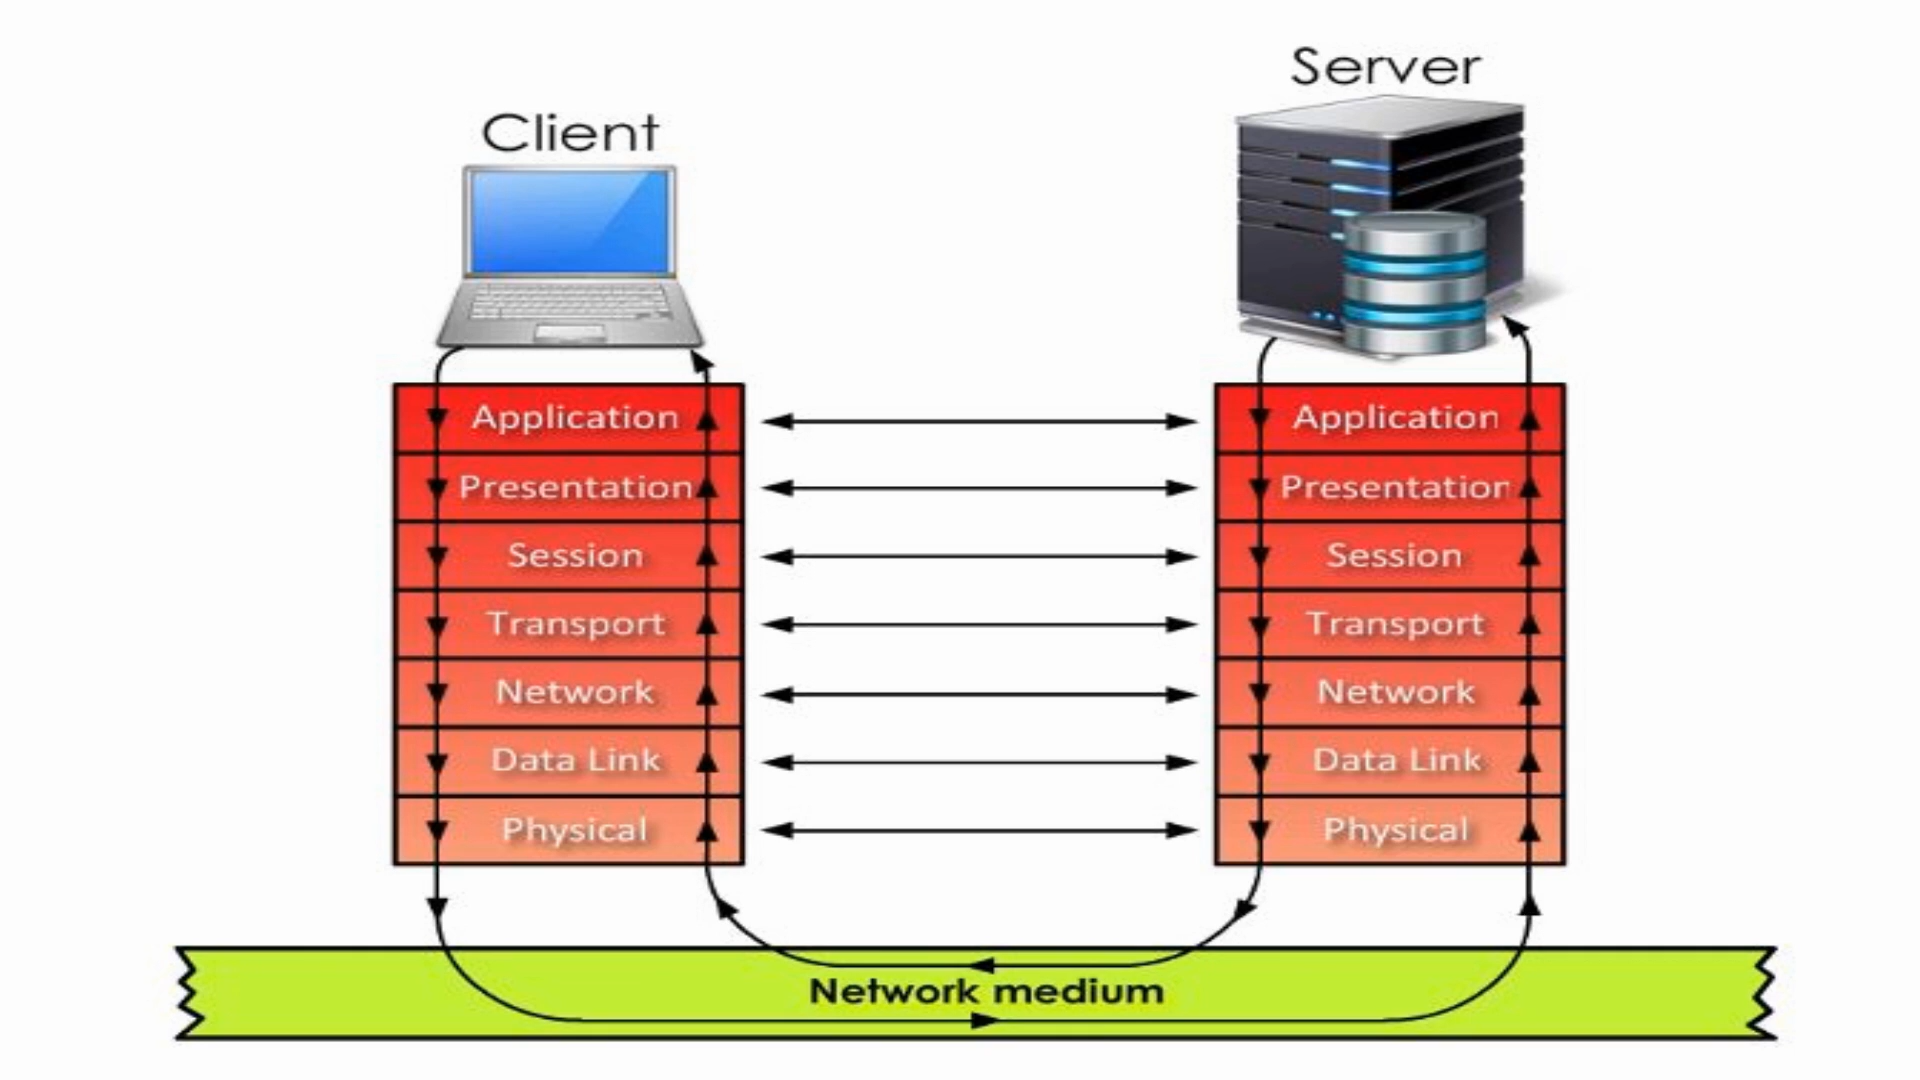 Server
Client
Application
Application
Presentation
Presentation
Session
Session
Transport
Transport
Network
Network
Data Link
Data Link
Physical
Physical
Network medium